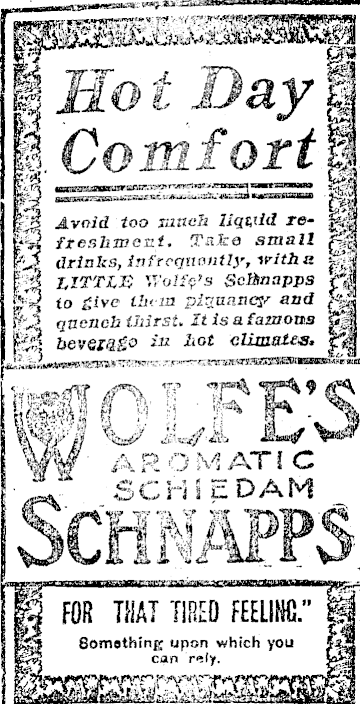 Hot Day
Comfort
Avoid too much liquid re-
freshment. Take small
drinks, infrequently, with a
LITTLE Wolfe's Schnapps
to give them piquancy and
quench thirst. It is a famous
beverage in hot climates.
WOLFE'S
AROMATIC
SCHIEDAM
SCHNAPPS
FOR THAT TIRED FEELING."
Something upon which you
can rely.